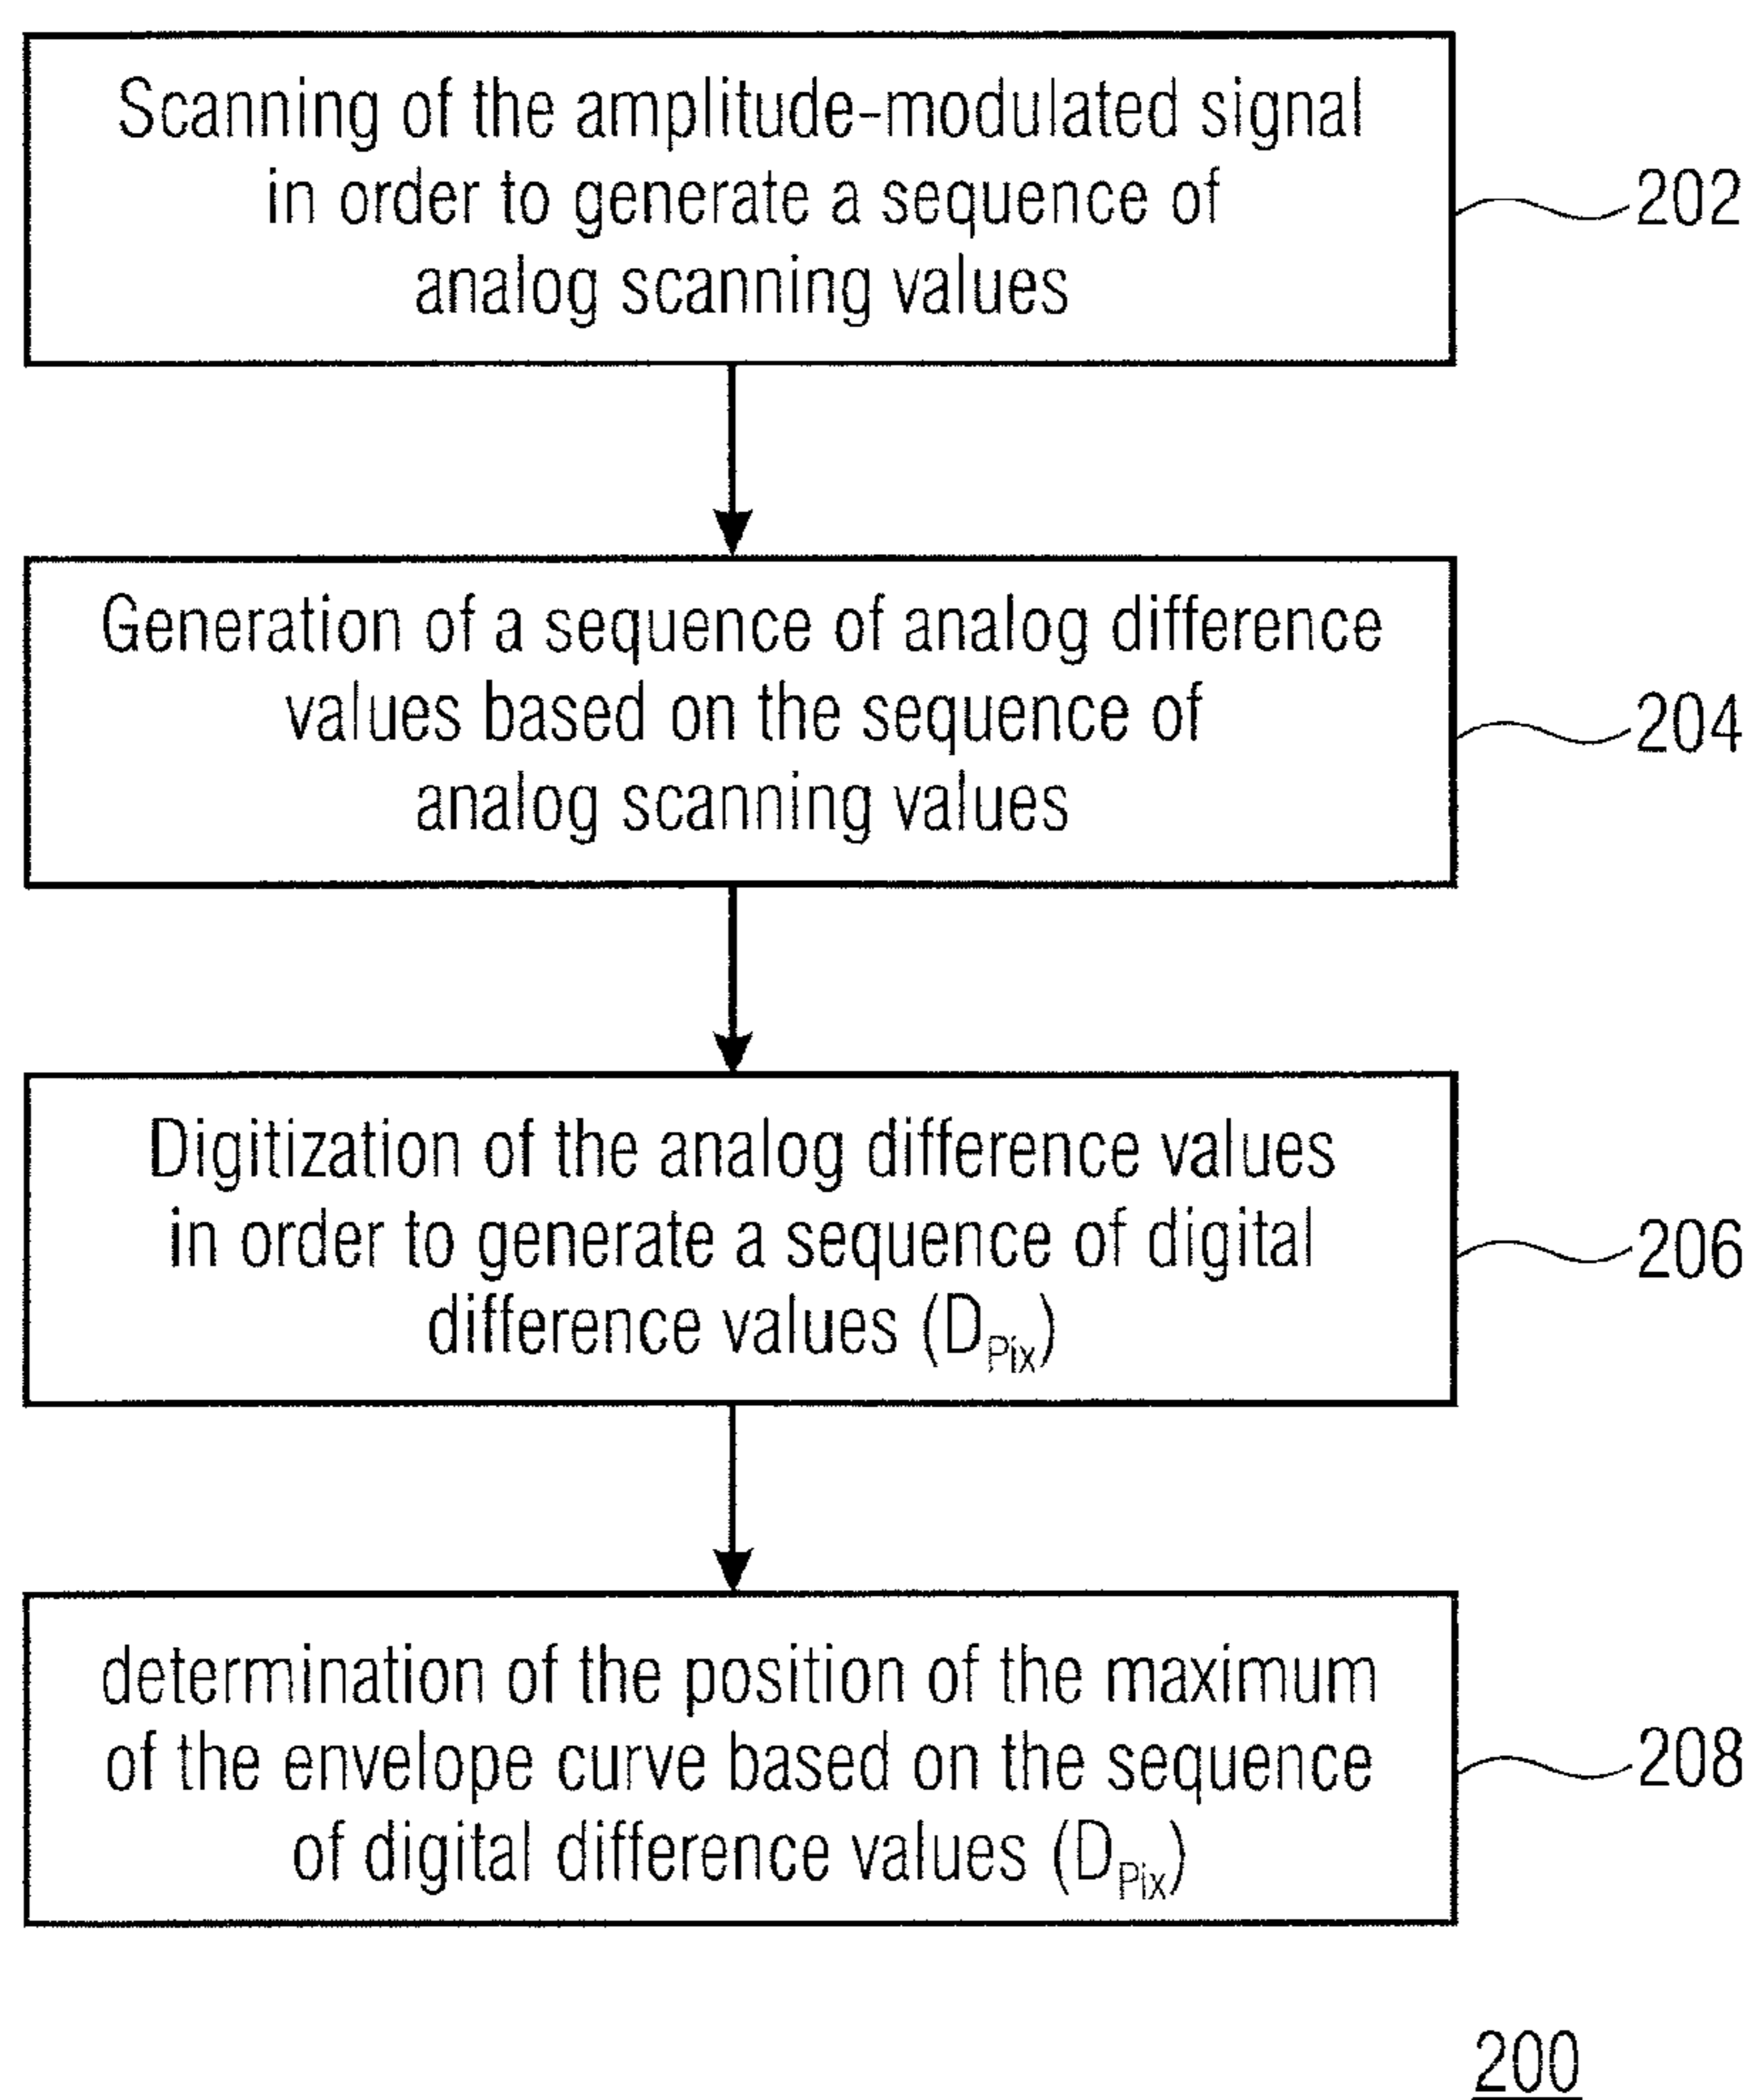 Scanning of the amplitude-modulated signal
in order to generate a sequence of
analog scanning values
202
Generation of a sequence of analog difference
values based on the sequence of
analog scanning values
204
Digitization of the analog difference values
in order to generate a sequence of digital
difference values (D_Pix)
206
determination of the position of the maximum
of the envelope curve based on the sequence
of digital difference values (D_Pix)
208
200